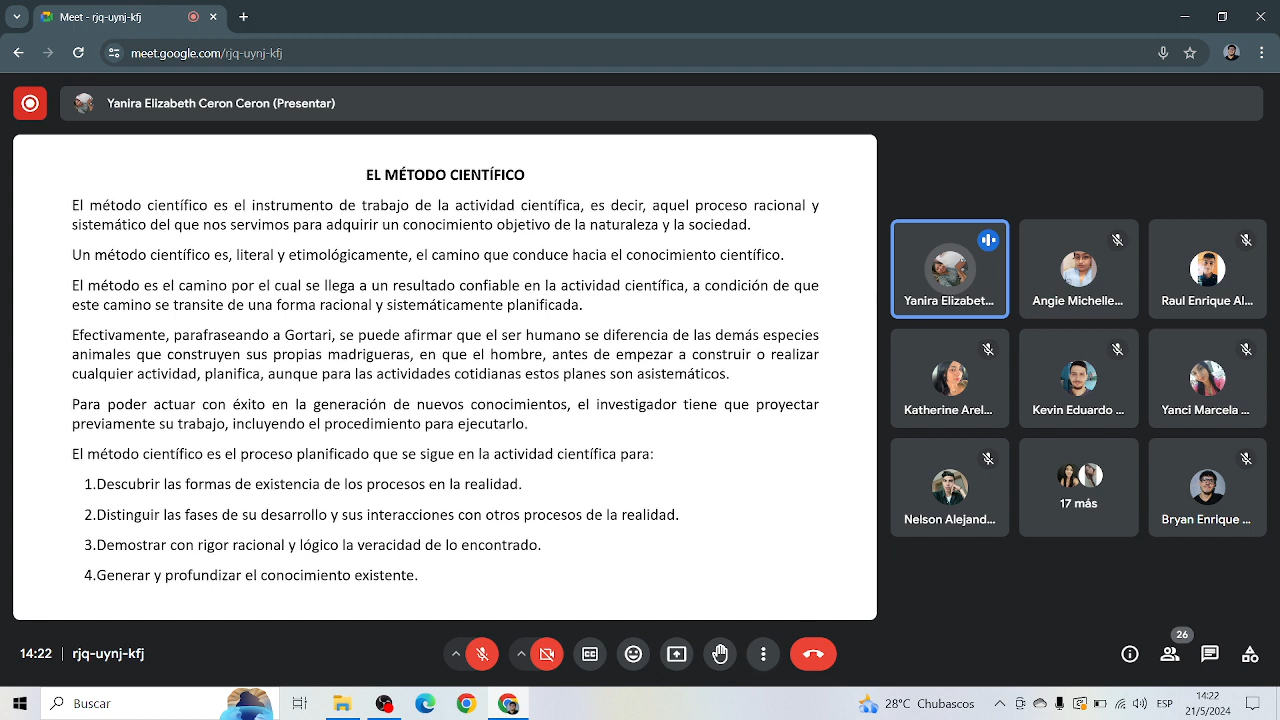 Meet - rjq-uynj-kfj
meet.google.com/rjq-uynj-kfj
Yanira Elizabeth Ceron Ceron (Presentar)
EL MÉTODO CIENTÍFICO
El método científico es el instrumento de trabajo de la actividad científica, es decir, aquel proceso racional y
sistemático del que nos servimos para adquirir un conocimiento objetivo de la naturaleza y la sociedad.
Un método científico es, literal y etimológicamente, el camino que conduce hacia el conocimiento científico.
El método es el camino por el cual se llega a un resultado confiable en la actividad científica, a condición de que
este camino se transite de una forma racional y sistemáticamente planificada.
Efectivamente, parafraseando a Gortari, se puede afirmar que el ser humano se diferencia de las demás especies
animales que construyen sus propias madrigueras, en que el hombre, antes de empezar a construir o realizar
cualquier actividad, planifica, aunque para las actividades cotidianas estos planes son asistemáticos.
Para poder actuar con éxito en la generación de nuevos conocimientos, el investigador tiene que proyectar
previamente su trabajo, incluyendo el procedimiento para ejecutarlo.
El método científico es el proceso planificado que se sigue en la actividad científica para:
1.Descubrir las formas de existencia de los procesos en la realidad.
2.Distinguir las fases de su desarrollo y sus interacciones con otros procesos de la realidad.
3.Demostrar con rigor racional y lógico la veracidad de lo encontrado.
4.Generar y profundizar el conocimiento existente.
Yanira Elizabet...
Angie Michelle...
Raul Enrique Al...
Katherine Arel...
Kevin Eduardo ...
Yanci Marcela ...
Nelson Alejand...
17 más
Bryan Enrique ...
14:22 | rjq-uynj-kfj
26
Buscar
28°C Chubascos
ESP
14:22
21/5/2024